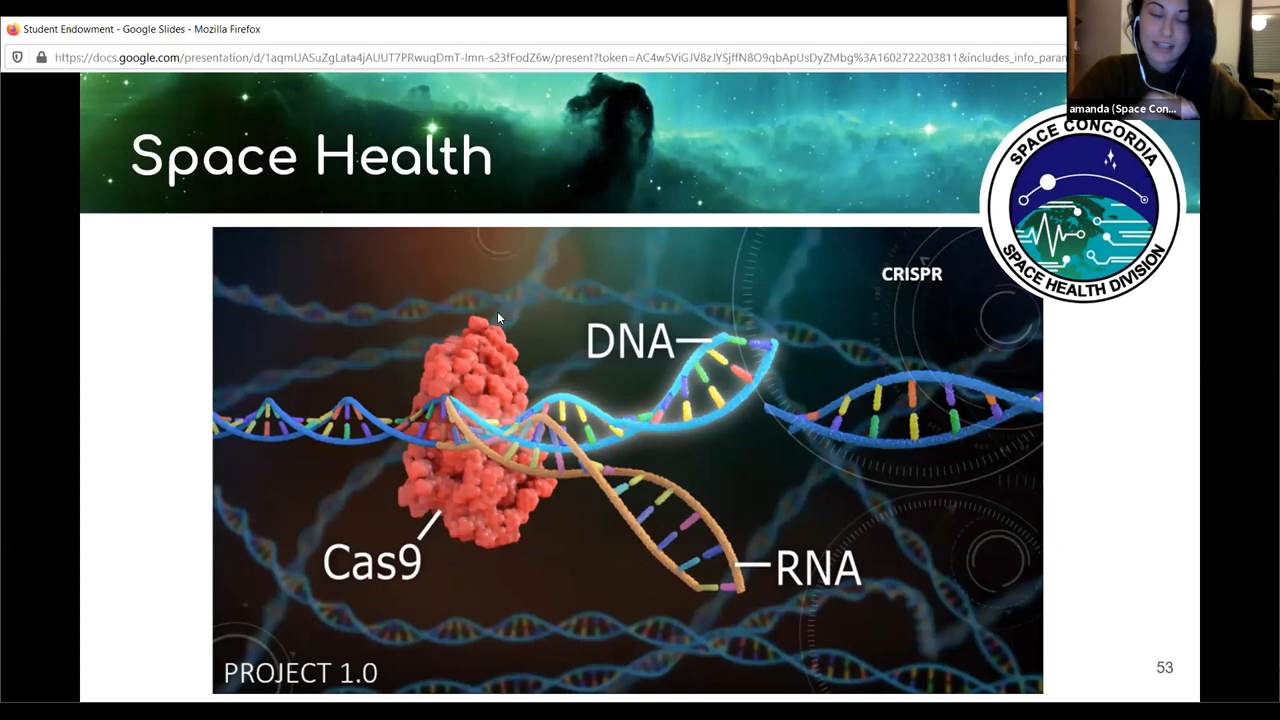 Student Endowment - Google Slides - Mozilla Firefox
https://docs.google.com/presentation/d/1aqmUASuZgLata4jAUUT7PRwuqDmT-lmn-s23fFodZ6w/present?token=AC4w5ViGJV8zJYSjffN8O9qbApUsDyZMbg%3A1602722203811&includes_info_param
amanda (Space Con...
Space Health
SPACE CONCORDIA
SPACE HEALTH DIVISION
CRISPR
DNA
Cas9
RNA
PROJECT 1.0
53